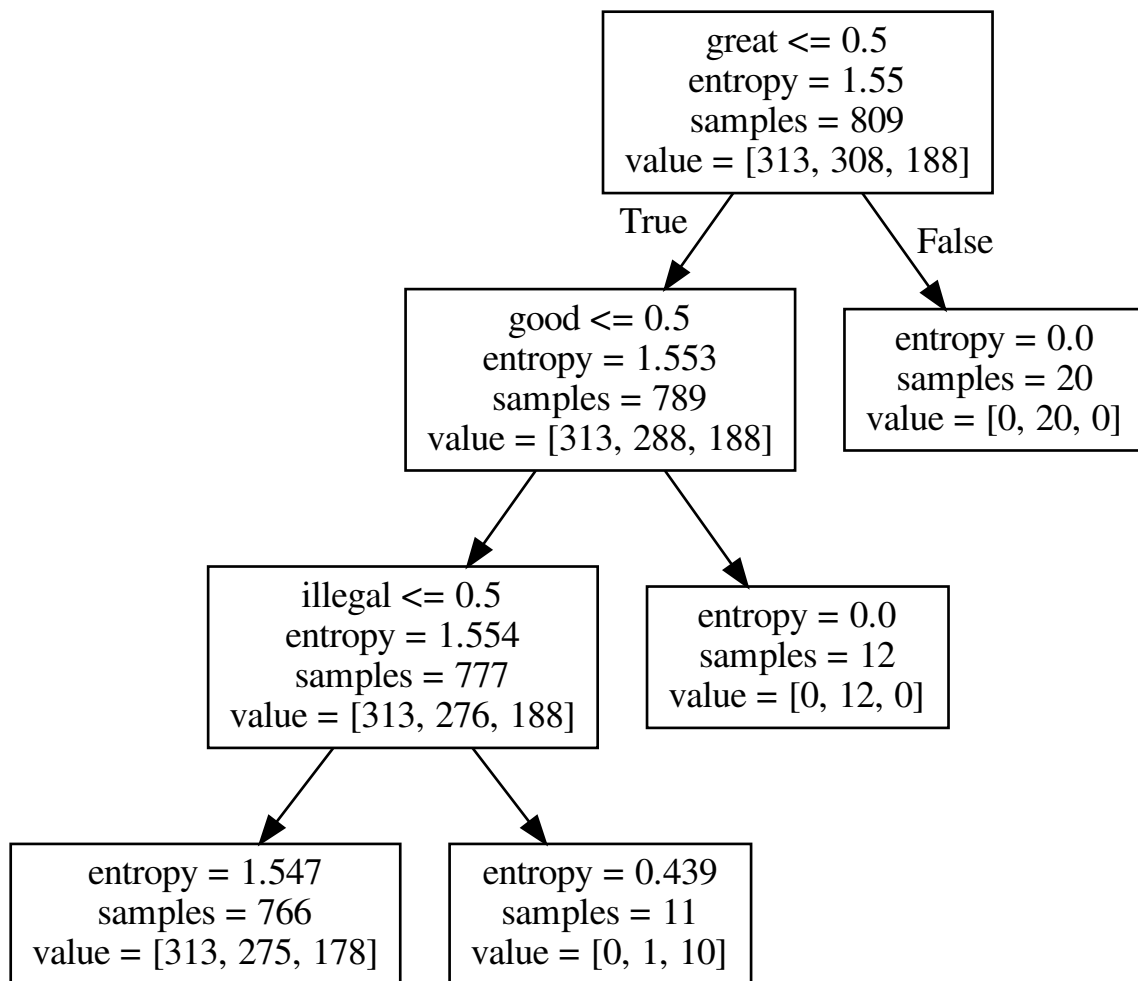 great <= 0.5
entropy = 1.55
samples = 809
value = [313, 308, 188]
True
False
good <= 0.5
entropy = 1.553
samples = 789
value = [313, 288, 188]
entropy = 0.0
samples = 20
value = [0, 20, 0]
illegal <= 0.5
entropy = 1.554
samples = 777
value = [313, 276, 188]
entropy = 0.0
samples = 12
value = [0, 12, 0]
entropy = 1.547
samples = 766
value = [313, 275, 178]
entropy = 0.439
samples = 11
value = [0, 1, 10]